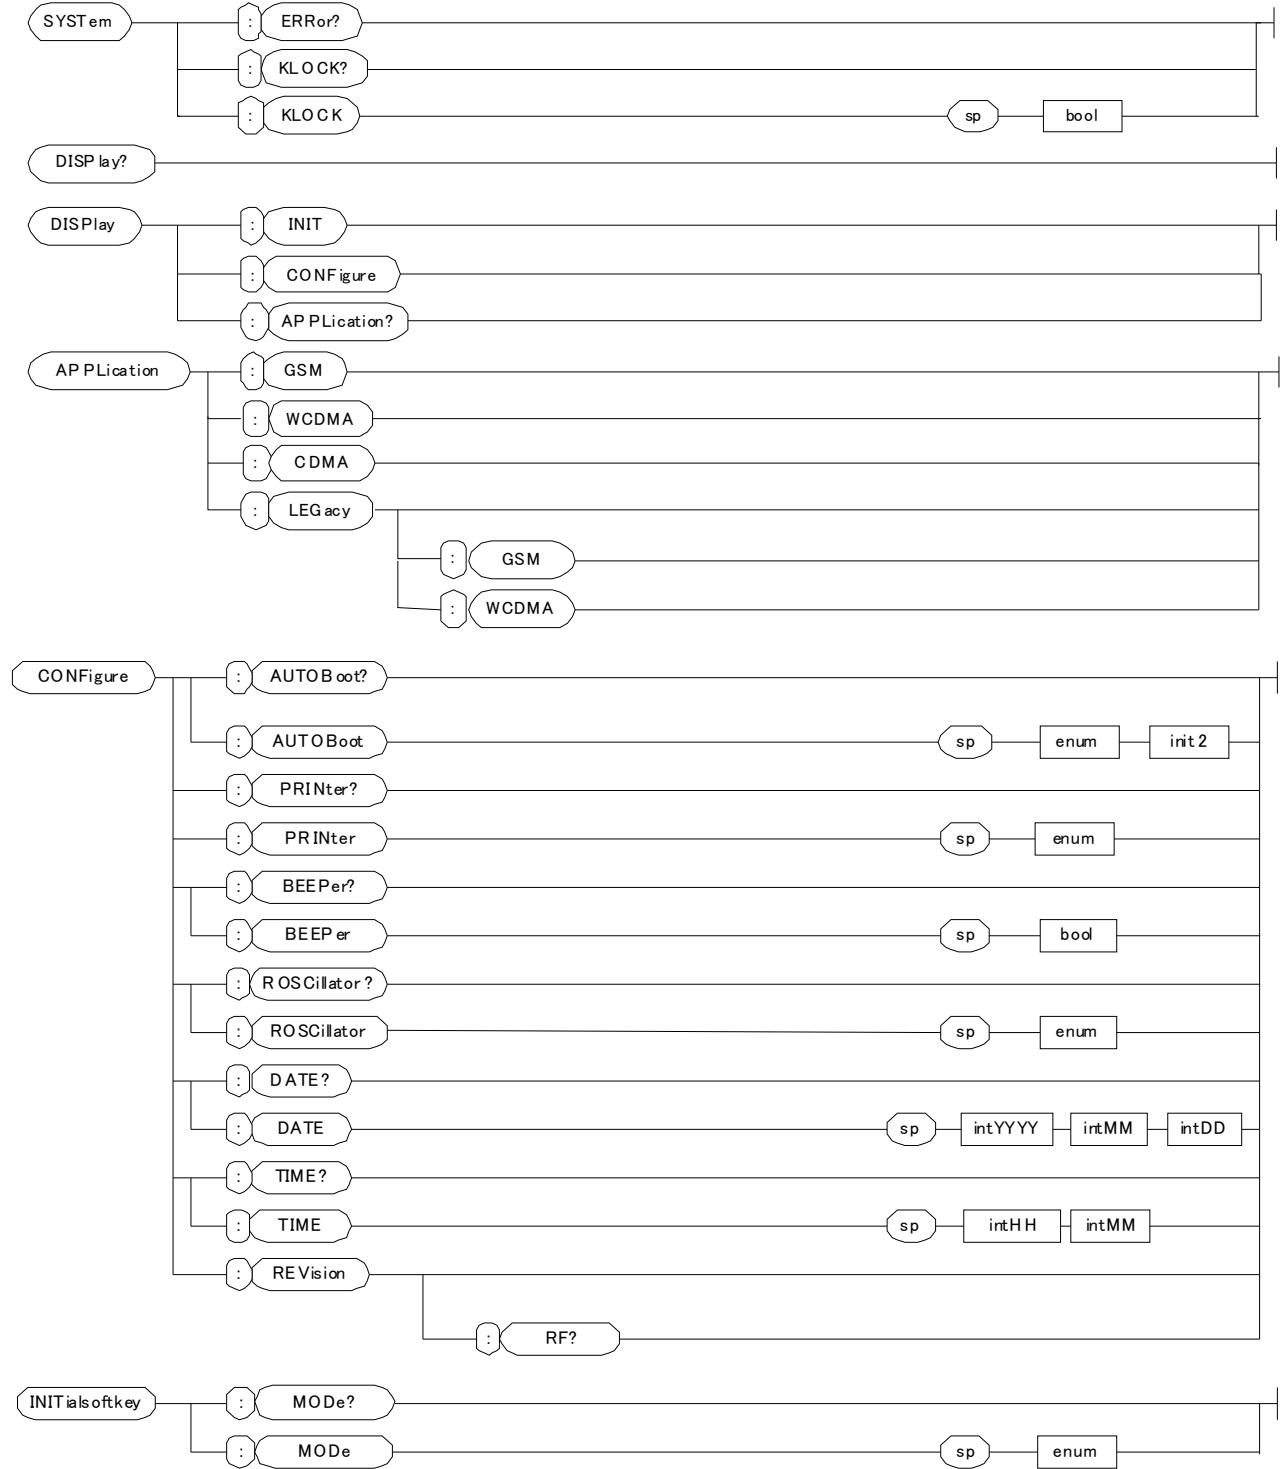 SYSTem : ERRor?
: KLOCK?
: KLOCK sp bool
DISPlay?
DISPlay : INIT
: CONFigure
: APPLication?
APPLication : GSM
: WCDMA
: CDMA
: LEGacy
: GSM
: WCDMA
CONFigure : AUTOBoot?
: AUTOBoot sp enum init2
: PRINter?
: PRINter sp enum
: BEEPer?
: BEEPer sp bool
: ROSCillator?
: ROSCillator sp enum
: DATE?
: DATE sp intYYYY intMM intDD
: TIME?
: TIME sp intHH intMM
: REVision
: RF?
INITialsoftkey : MODe?
: MODe sp enum